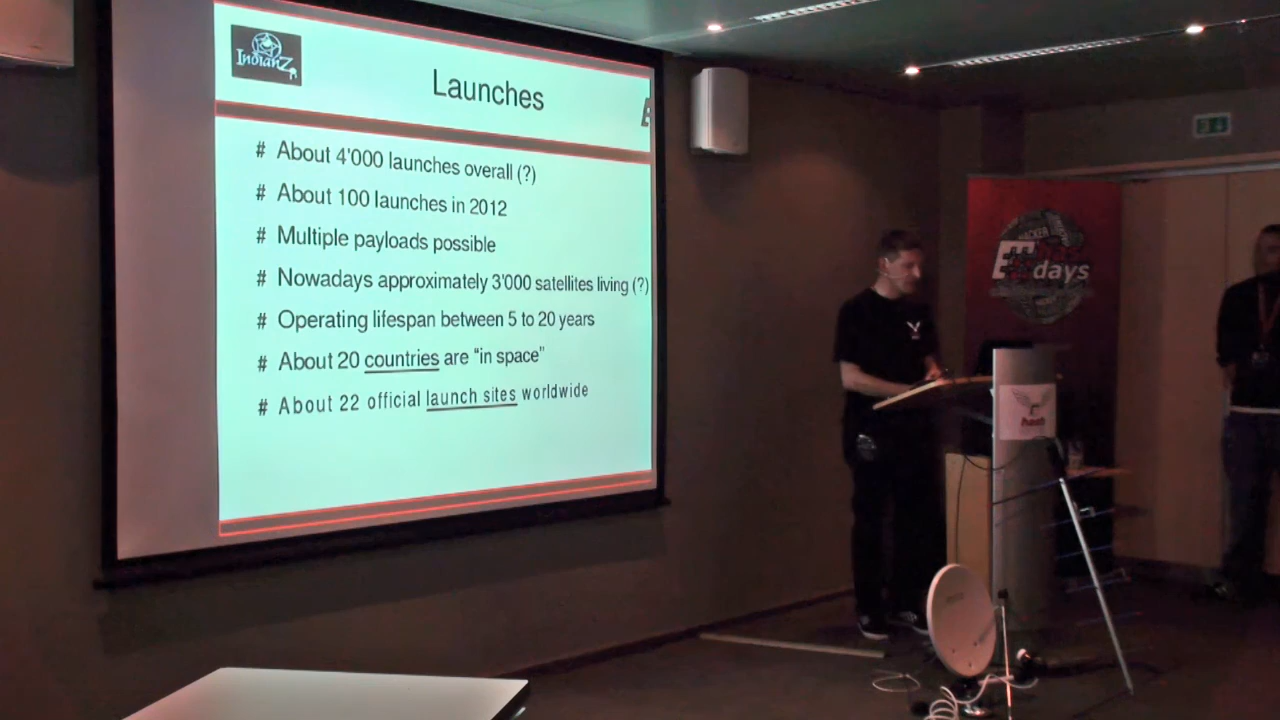 IndianZ
Launches
# About 4'000 launches overall (?)
# About 100 launches in 2012
# Multiple payloads possible
# Nowadays approximately 3'000 satellites living (?)
# Operating lifespan between 5 to 20 years
# About 20 countries are "in space"
# About 22 official launch sites worldwide
HACKER
days
hash